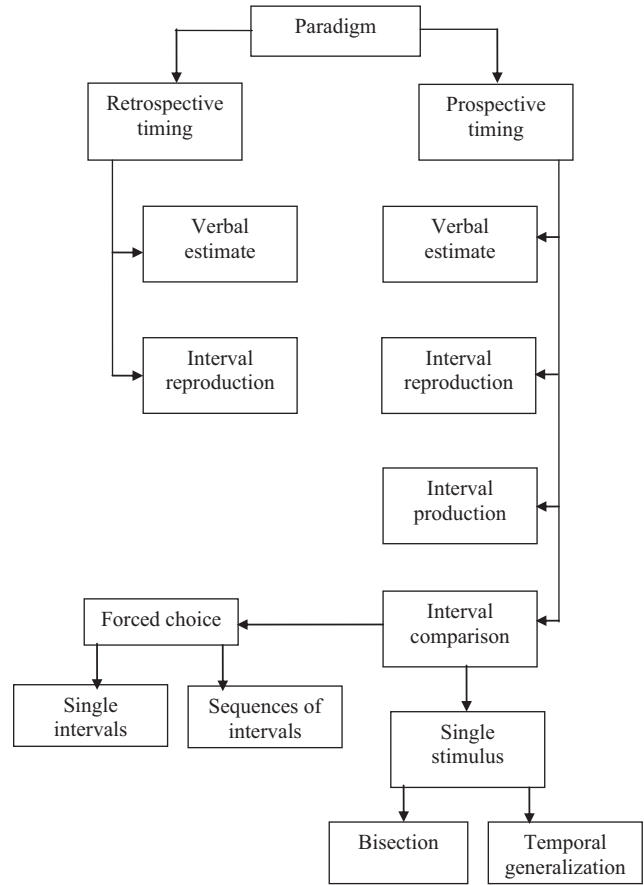 Paradigm
Retrospective
timing
Prospective
timing
Verbal
estimate
Verbal
estimate
Interval
reproduction
Interval
reproduction
Interval
production
Forced choice
Interval
comparison
Single
intervals
Sequences of
intervals
Single
stimulus
Bisection
Temporal
generalization